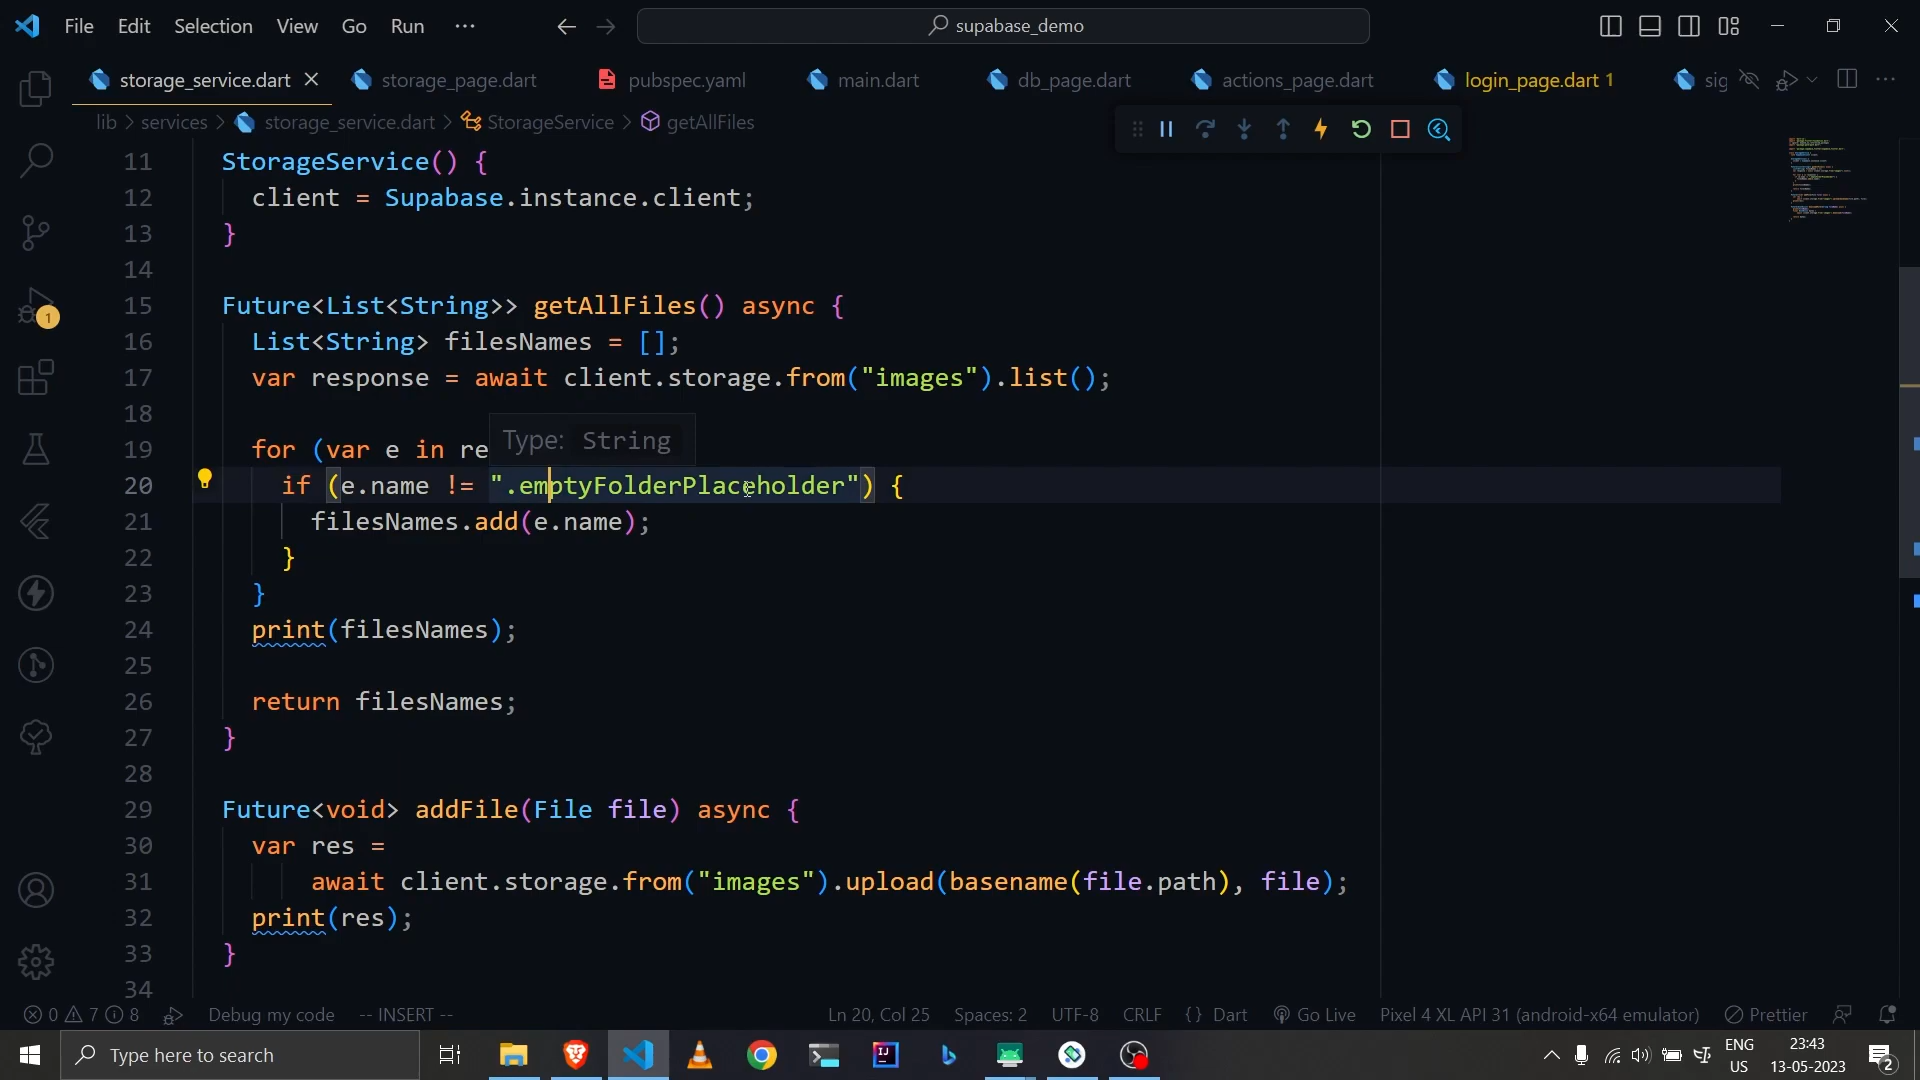 File Edit Selection View Go Run ··· supabase_demo
storage_service.dart storage_page.dart pubspec.yaml main.dart db_page.dart actions_page.dart login_page.dart 1 sig
lib > services > storage_service.dart > StorageService > getAllFiles
11 StorageService() {
12 client = Supabase.instance.client;
13 }
14
15 Future<List<String>> getAllFiles() async {
16 List<String> filesNames = [];
17 var response = await client.storage.from("images").list();
18
Type: String
19 for (var e in re
20 if (e.name != ".emptyFolderPlaceholder") {
21 filesNames.add(e.name);
22 }
23 }
24 print(filesNames);
25
26 return filesNames;
27 }
28
29 Future<void> addFile(File file) async {
30 var res =
31 await client.storage.from("images").upload(basename(file.path), file);
32 print(res);
33 }
34
1
0 7 8 Debug my code -- INSERT -- Ln 20, Col 25 Spaces: 2 UTF-8 CRLF {} Dart Go Live Pixel 4 XL API 31 (android-x64 emulator) Prettier
Type here to search
ENG
US
23:43
13-05-2023
2